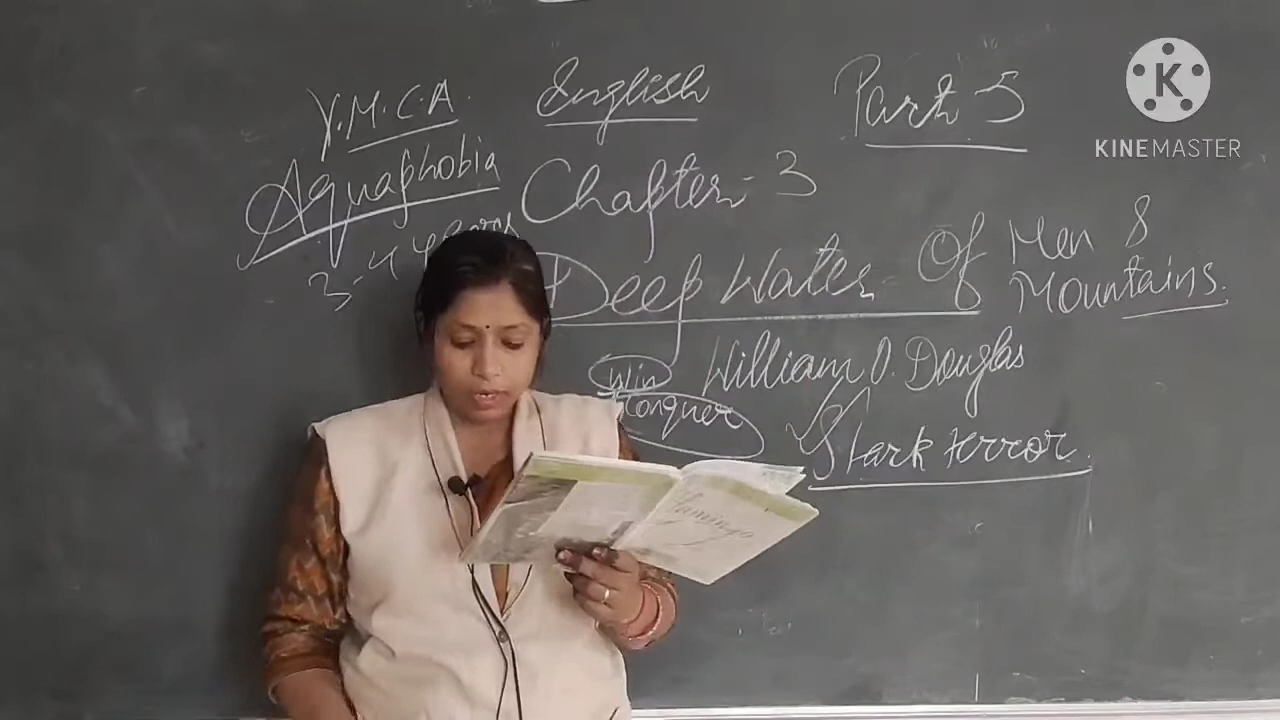 Y.M.C.A. English Part 5
Aquaphobia Chapter - 3
3-4 years
Deep Water - Of Men &
Mountains.
Win William O. Douglas
Conquer Stark terror.
Flamingo
K
KINEMASTER